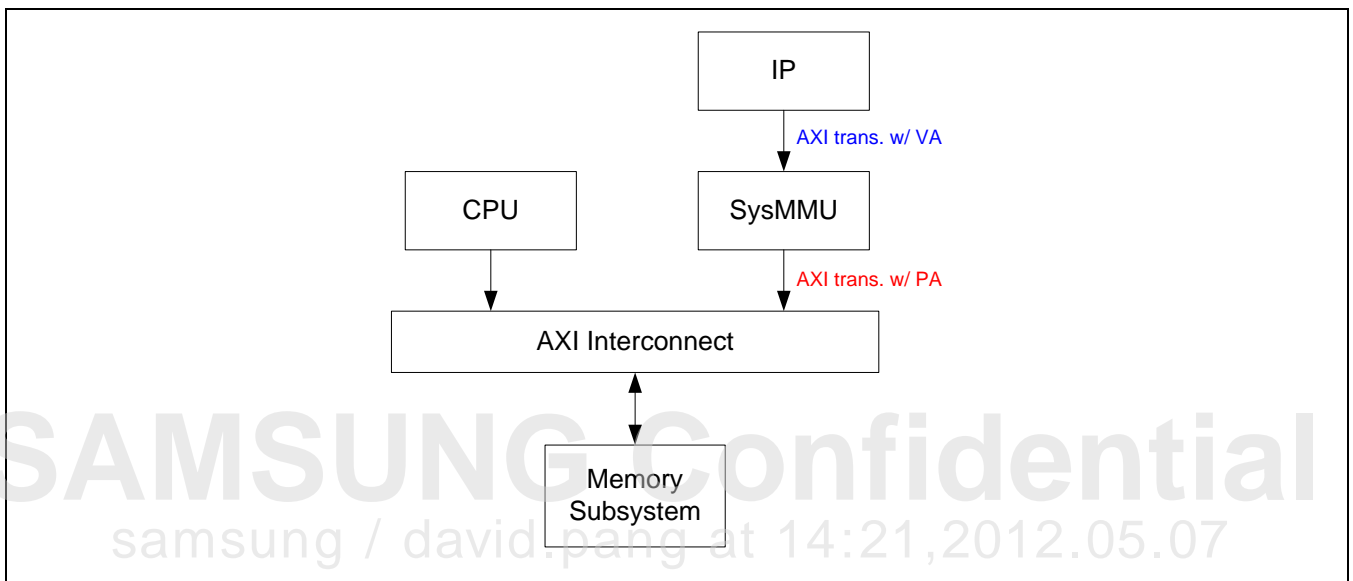 IP
AXI trans. w/ VA
CPU
SysMMU
AXI trans. w/ PA
AXI Interconnect
SAMSUNG Confidential
Memory
Subsystem
samsung / david.pang at 14:21,2012.05.07